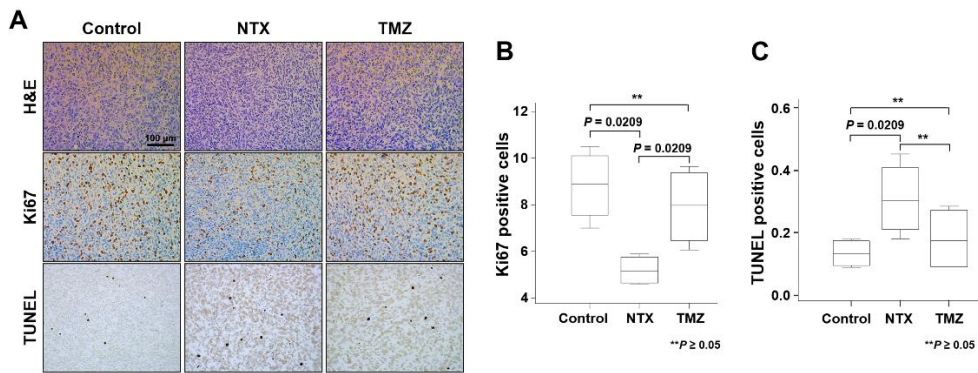 A
Control NTX TMZ
H&E
100 µm
Ki67
TUNEL
B
Ki67 positive cells
12
10
8
6
4
**
P = 0.0209
P = 0.0209
Control NTX TMZ
**P ≥ 0.05
C
TUNEL positive cells
0.6
0.4
0.2
0.0
**
P = 0.0209
**
Control NTX TMZ
**P ≥ 0.05